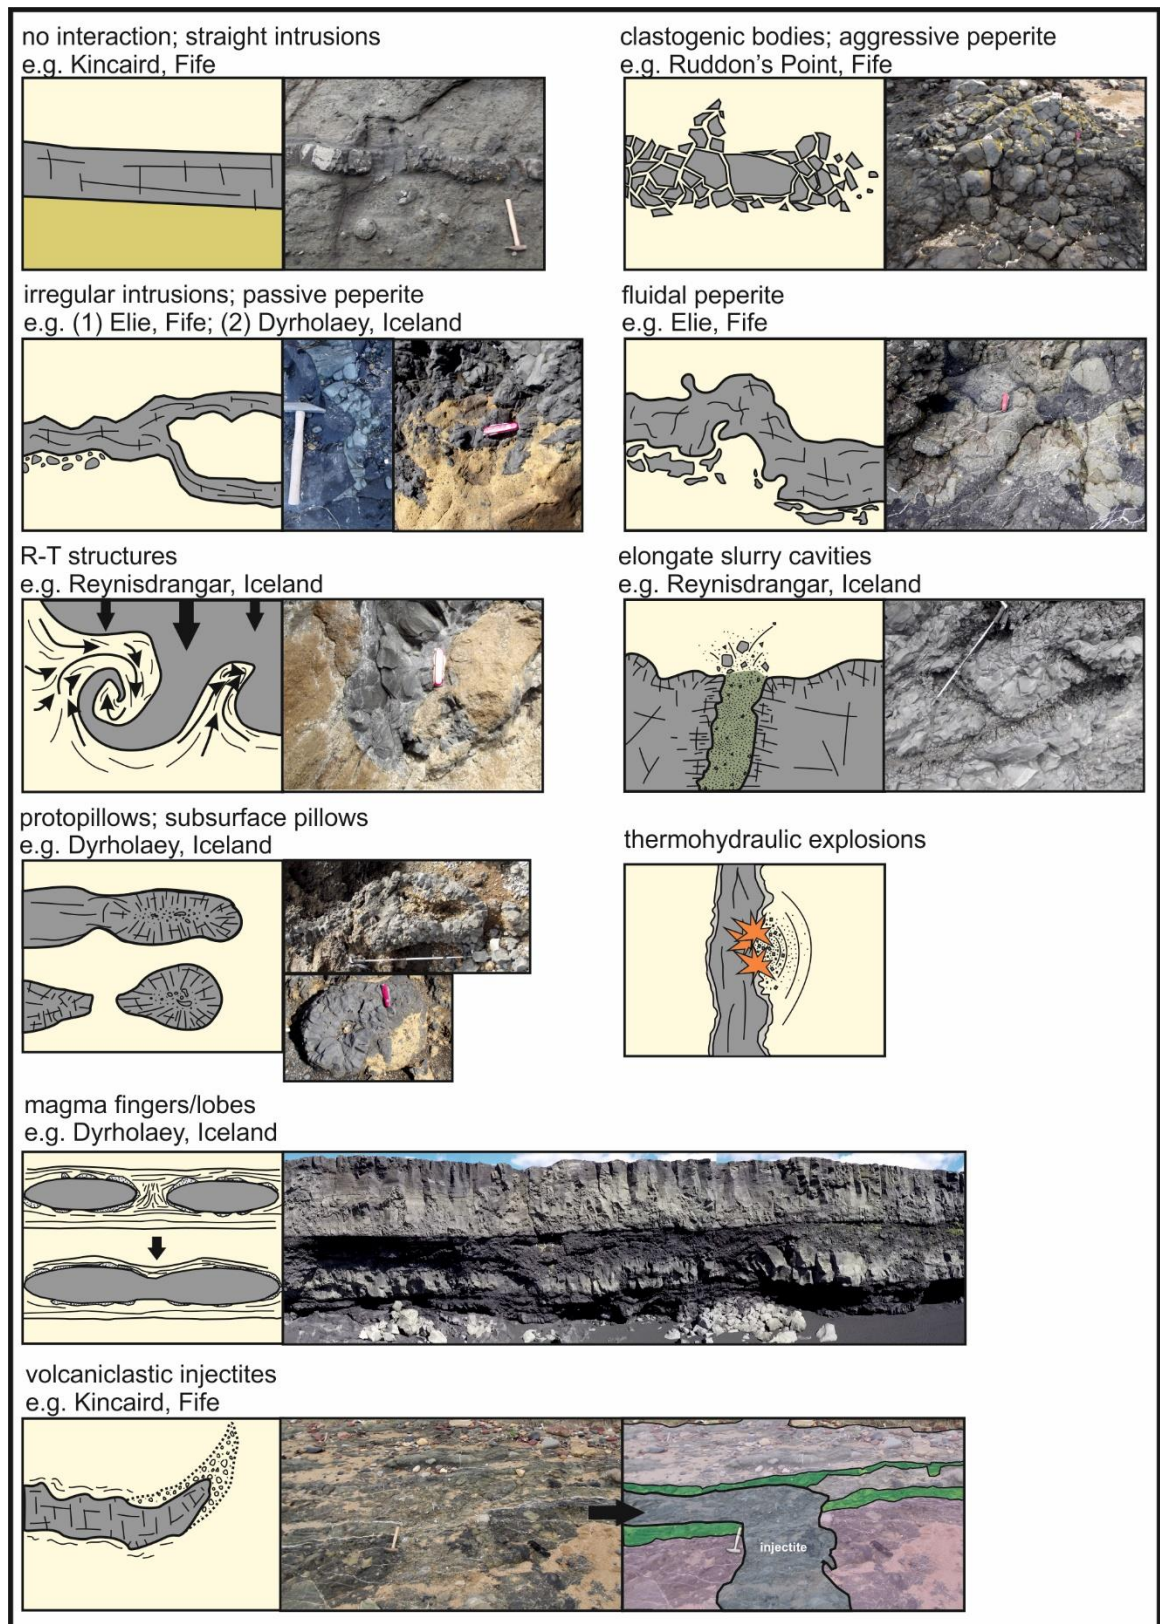 no interaction; straight intrusions
e.g. Kincaird, Fife
clastogenic bodies; aggressive peperite
e.g. Ruddon's Point, Fife
irregular intrusions; passive peperite
e.g. (1) Elie, Fife; (2) Dyrholaey, Iceland
fluidal peperite
e.g. Elie, Fife
R-T structures
e.g. Reynisdrangar, Iceland
elongate slurry cavities
e.g. Reynisdrangar, Iceland
protopillows; subsurface pillows
e.g. Dyrholaey, Iceland
thermohydraulic explosions
magma fingers/lobes
e.g. Dyrholaey, Iceland
volcaniclastic injectites
e.g. Kincaird, Fife
injectite